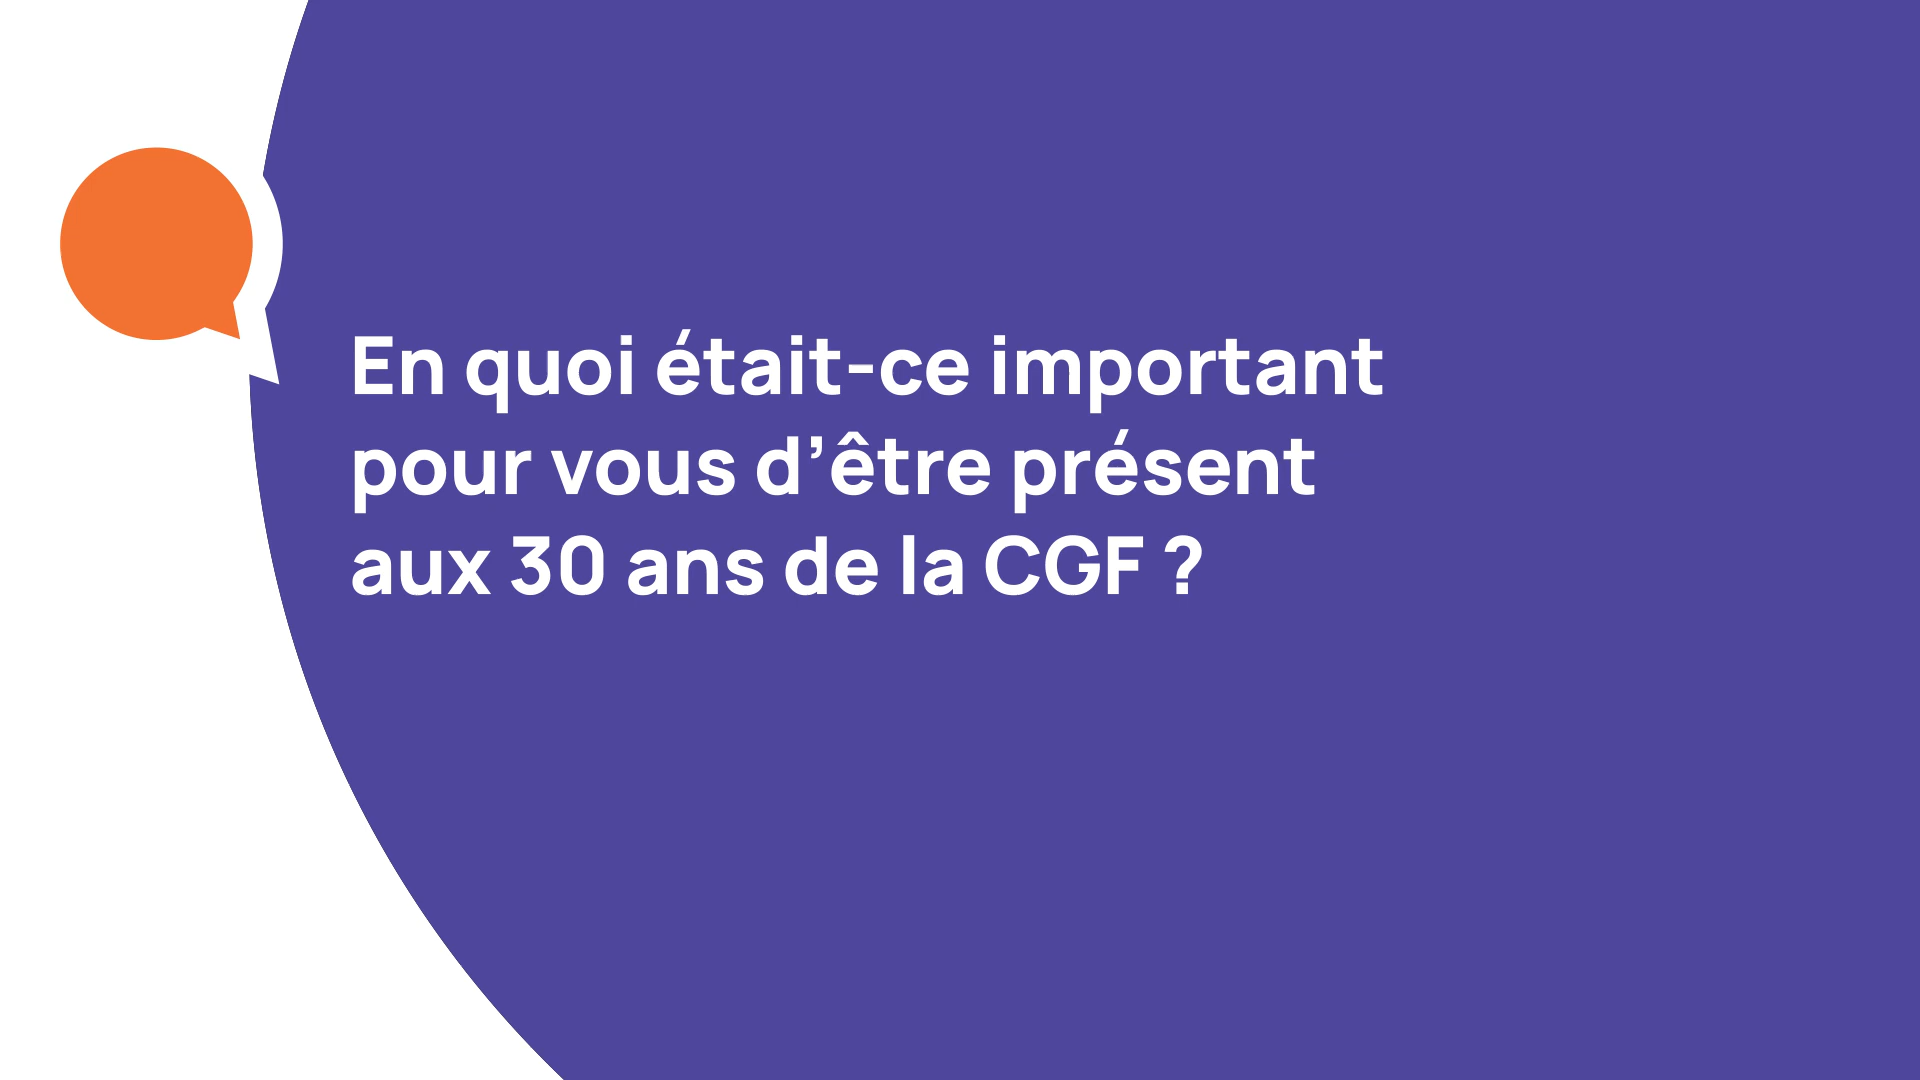 En quoi était-ce important
pour vous d’être présent
aux 30 ans de la CGF ?